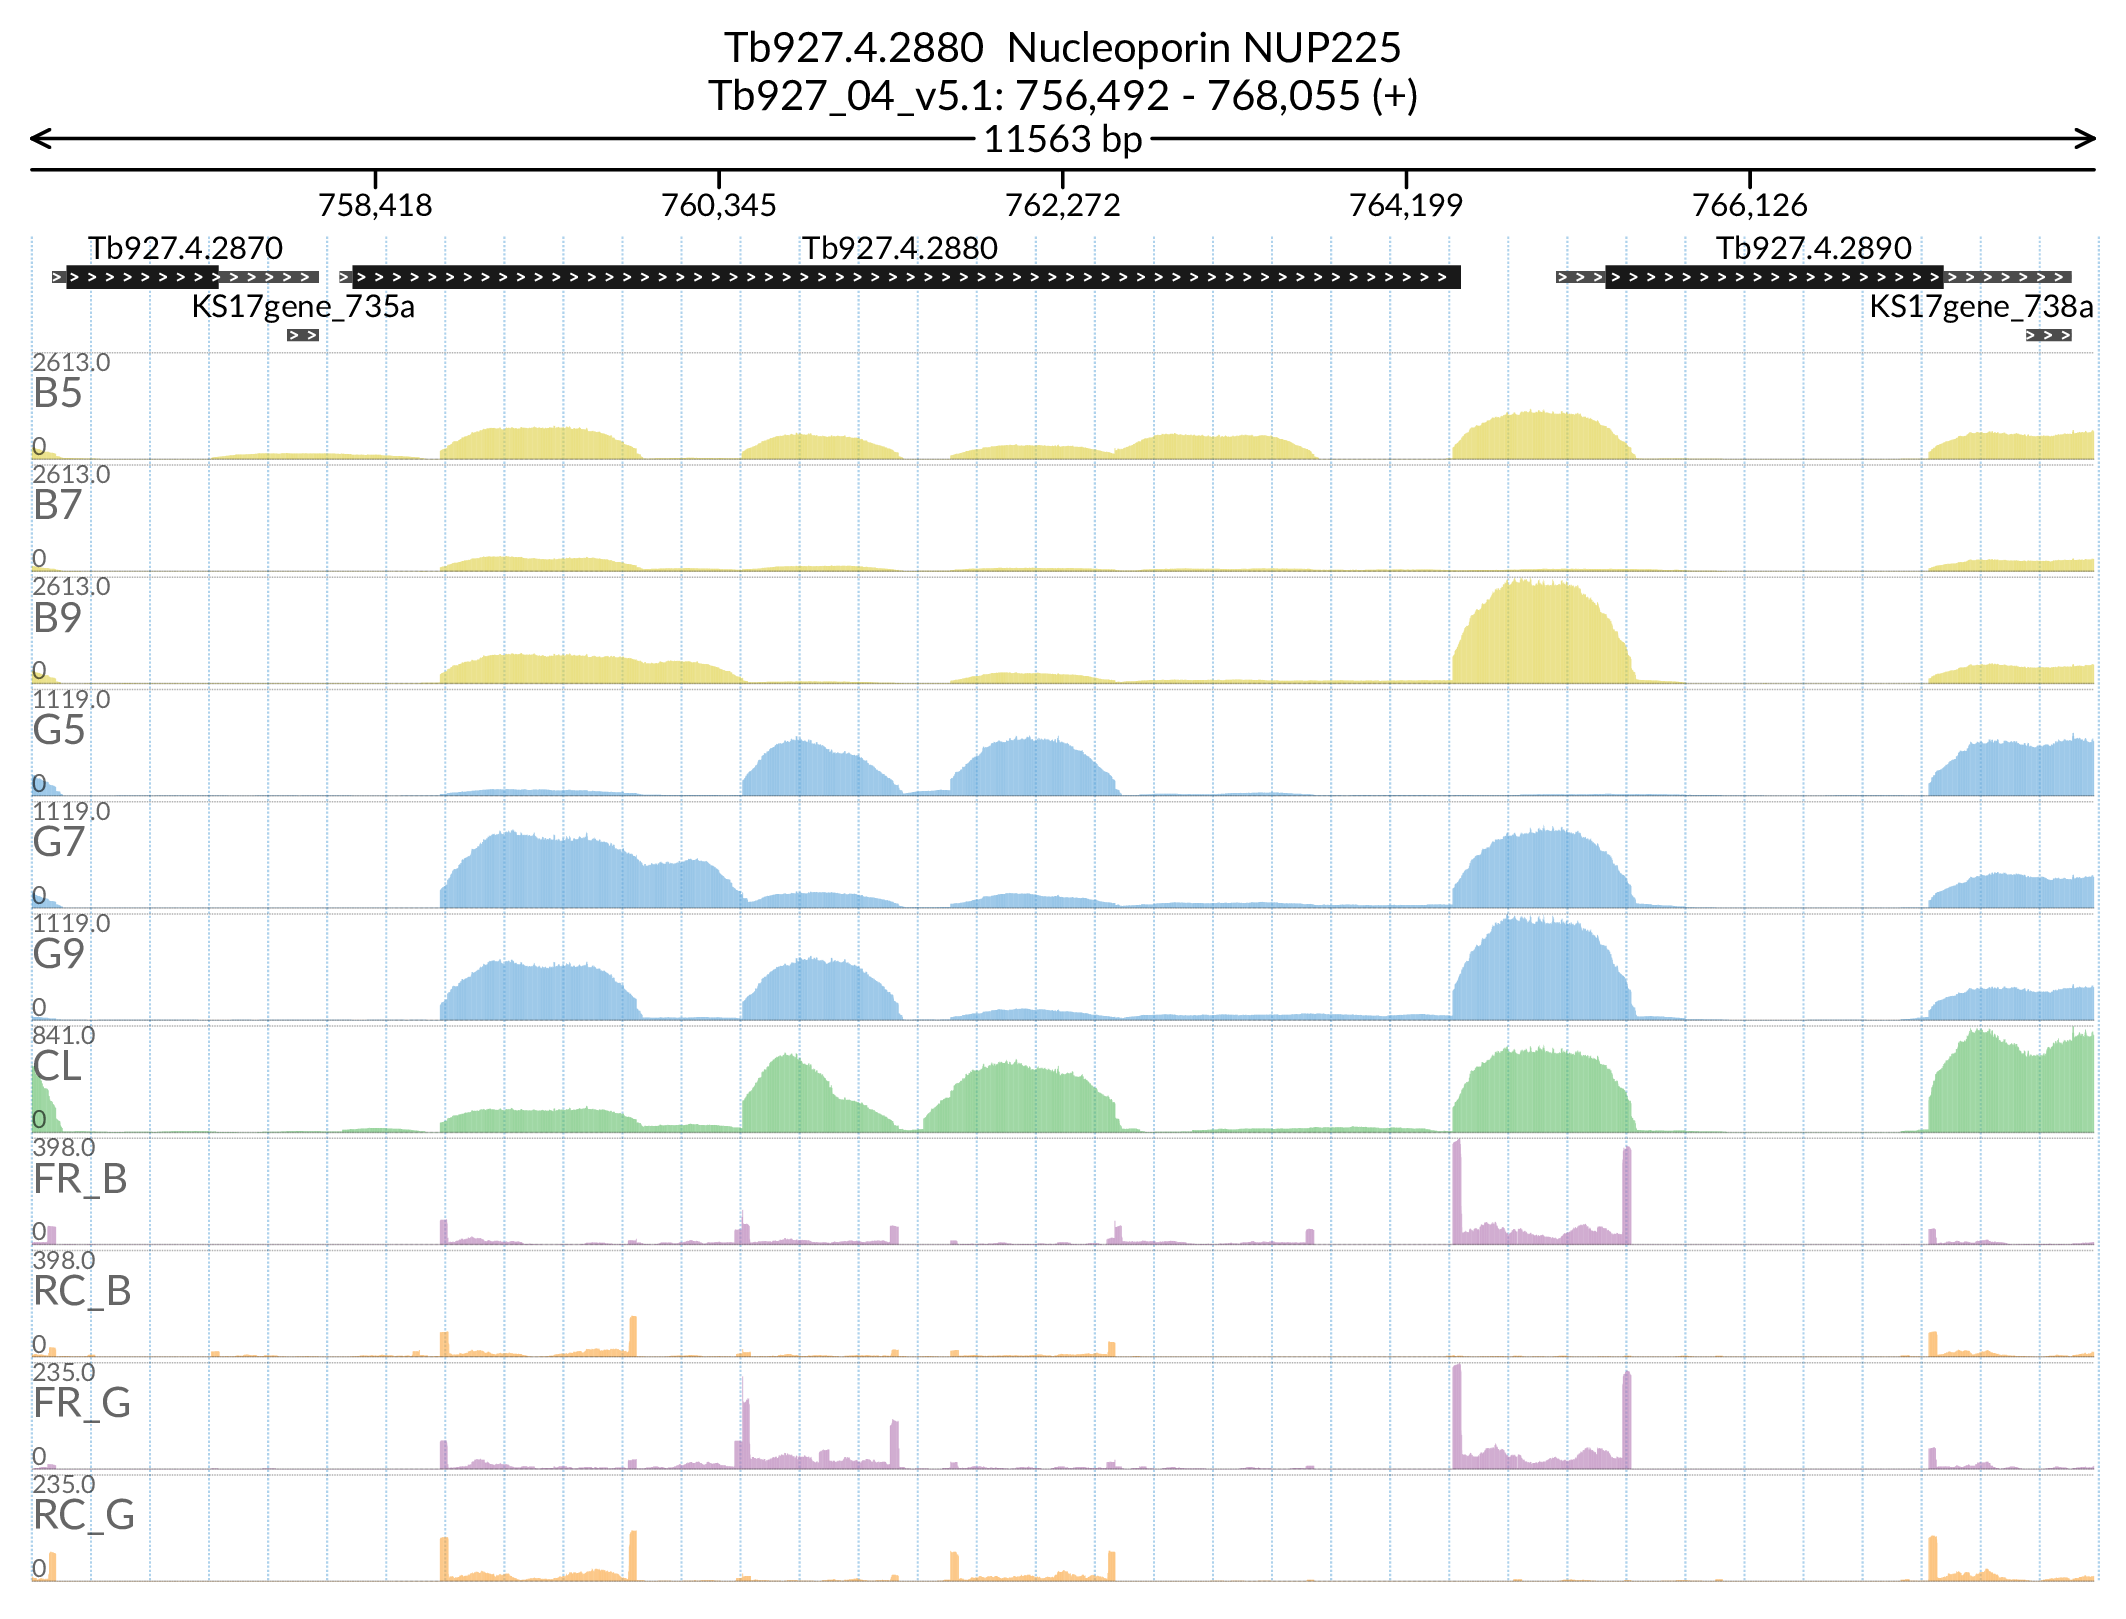 Tb927.4.2880 Nucleoporin NUP225
Tb927_04_v5.1: 756,492 - 768,055 (+)
11563 bp
758,418 760,345 762,272 764,199 766,126
Tb927.4.2870 Tb927.4.2880 Tb927.4.2890
KS17gene_735a KS17gene_738a
2613.0
B5
0
2613.0
B7
0
2613.0
B9
0
1119.0
G5
0
1119.0
G7
0
1119.0
G9
0
841.0
CL
0
398.0
FR_B
0
398.0
RC_B
0
235.0
FR_G
0
235.0
RC_G
0